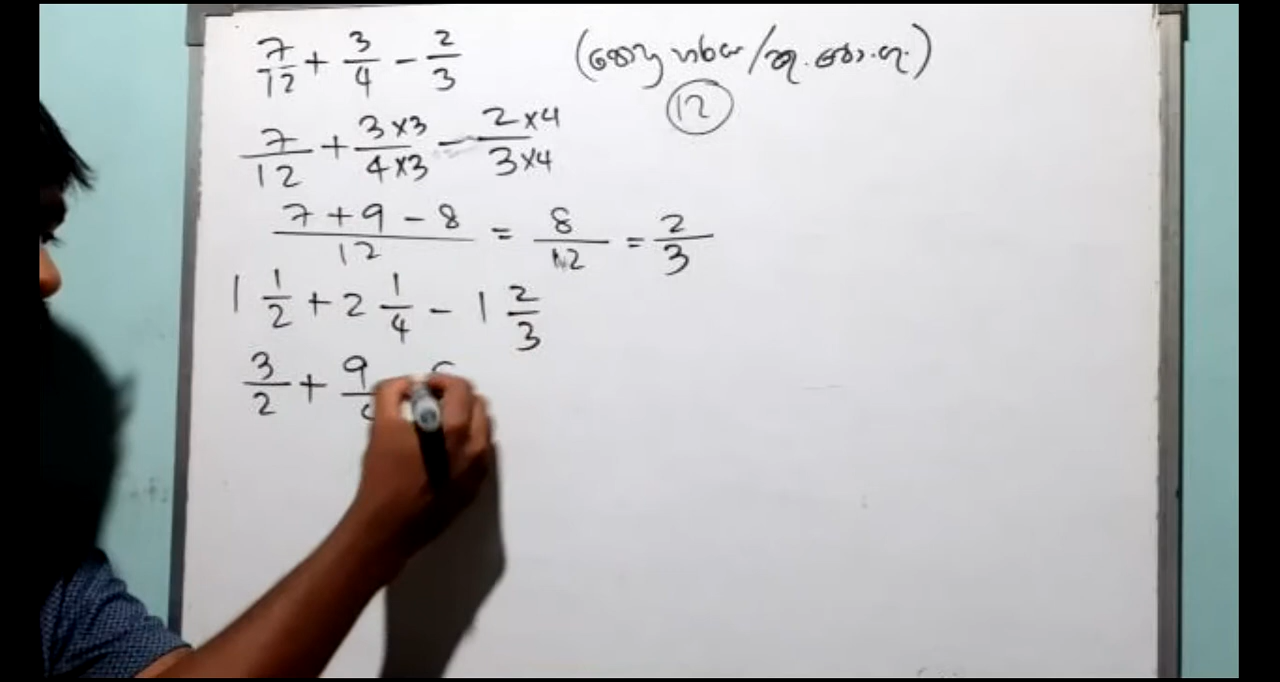 7/12 + 3/4 - 2/3
(පොදු හරය/කු.පො.ගු.)
12
7/12 + 3×3/4×3 - 2×4/3×4
7+9-8/12 = 8/12 = 2/3
1 1/2 + 2 1/4 - 1 2/3
3/2 + 9/